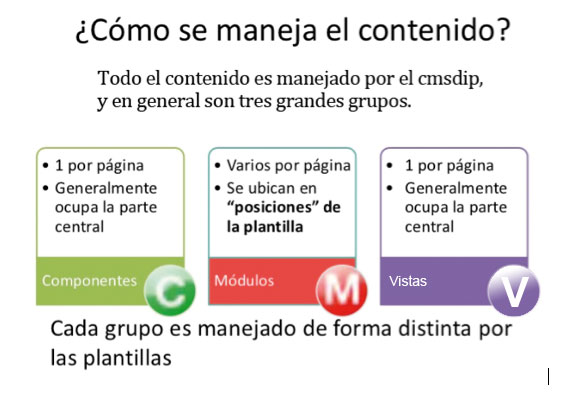 ¿Cómo se maneja el contenido?
Todo el contenido es manejado por el cmsdip,
y en general son tres grandes grupos.
• 1 por página
• Generalmente
ocupa la parte
central
Componentes
C
• Varios por página
• Se ubican en
“posiciones” de
la plantilla
Módulos
M
• 1 por página
• Generalmente
ocupa la parte
central
Vistas
V
Cada grupo es manejado de forma distinta por
las plantillas